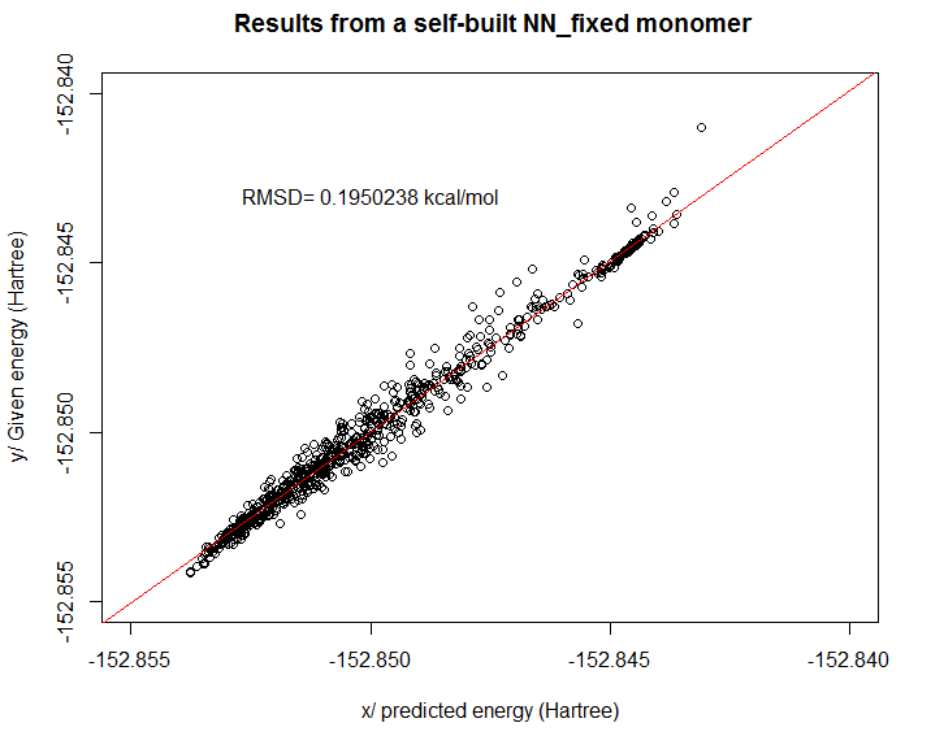 Results from a self-built NN_fixed monomer
-152.840
RMSD= 0.1950238 kcal/mol
-152.845
y/ Given energy (Hartree)
-152.850
-152.855
-152.855 -152.850 -152.845 -152.840
x/ predicted energy (Hartree)